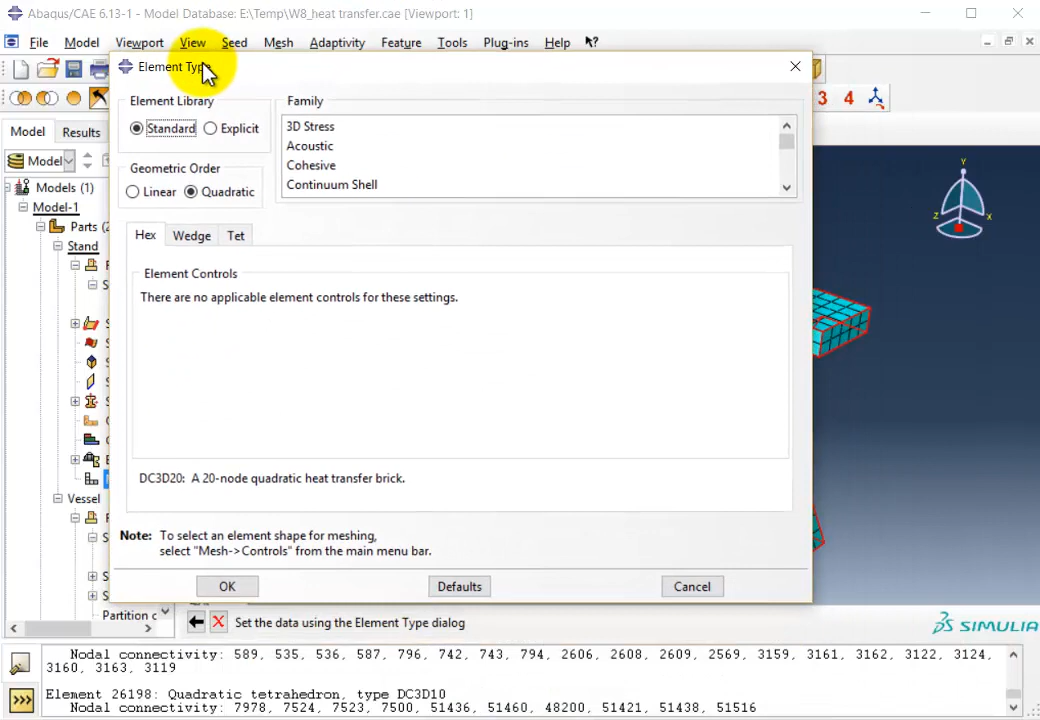 Abaqus/CAE 6.13-1 - Model Database: E:\Temp\W8_heat transfer.cae [Viewport: 1]
File Model Viewport View Seed Mesh Adaptivity Feature Tools Plug-ins Help
Element Type
3 4
Element Library
Standard Explicit
Family
3D Stress
Acoustic
Cohesive
Continuum Shell
Geometric Order
Linear Quadratic
Model Results
Model
Models (1)
Model-1
Parts (2
Stand
Vessel
Partition c
Hex Wedge Tet
Element Controls
There are no applicable element controls for these settings.
DC3D20: A 20-node quadratic heat transfer brick.
Note: To select an element shape for meshing,
select "Mesh->Controls" from the main menu bar.
OK Defaults Cancel
Y
Z X
Set the data using the Element Type dialog
SIMULIA
Nodal connectivity: 589, 535, 536, 587, 796, 742, 743, 794, 2606, 2608, 2609, 2569, 3159, 3161, 3162, 3122, 3124,
3160, 3163, 3119
Element 26198: Quadratic tetrahedron, type DC3D10
Nodal connectivity: 7978, 7524, 7523, 7500, 51436, 51460, 48200, 51421, 51438, 51516